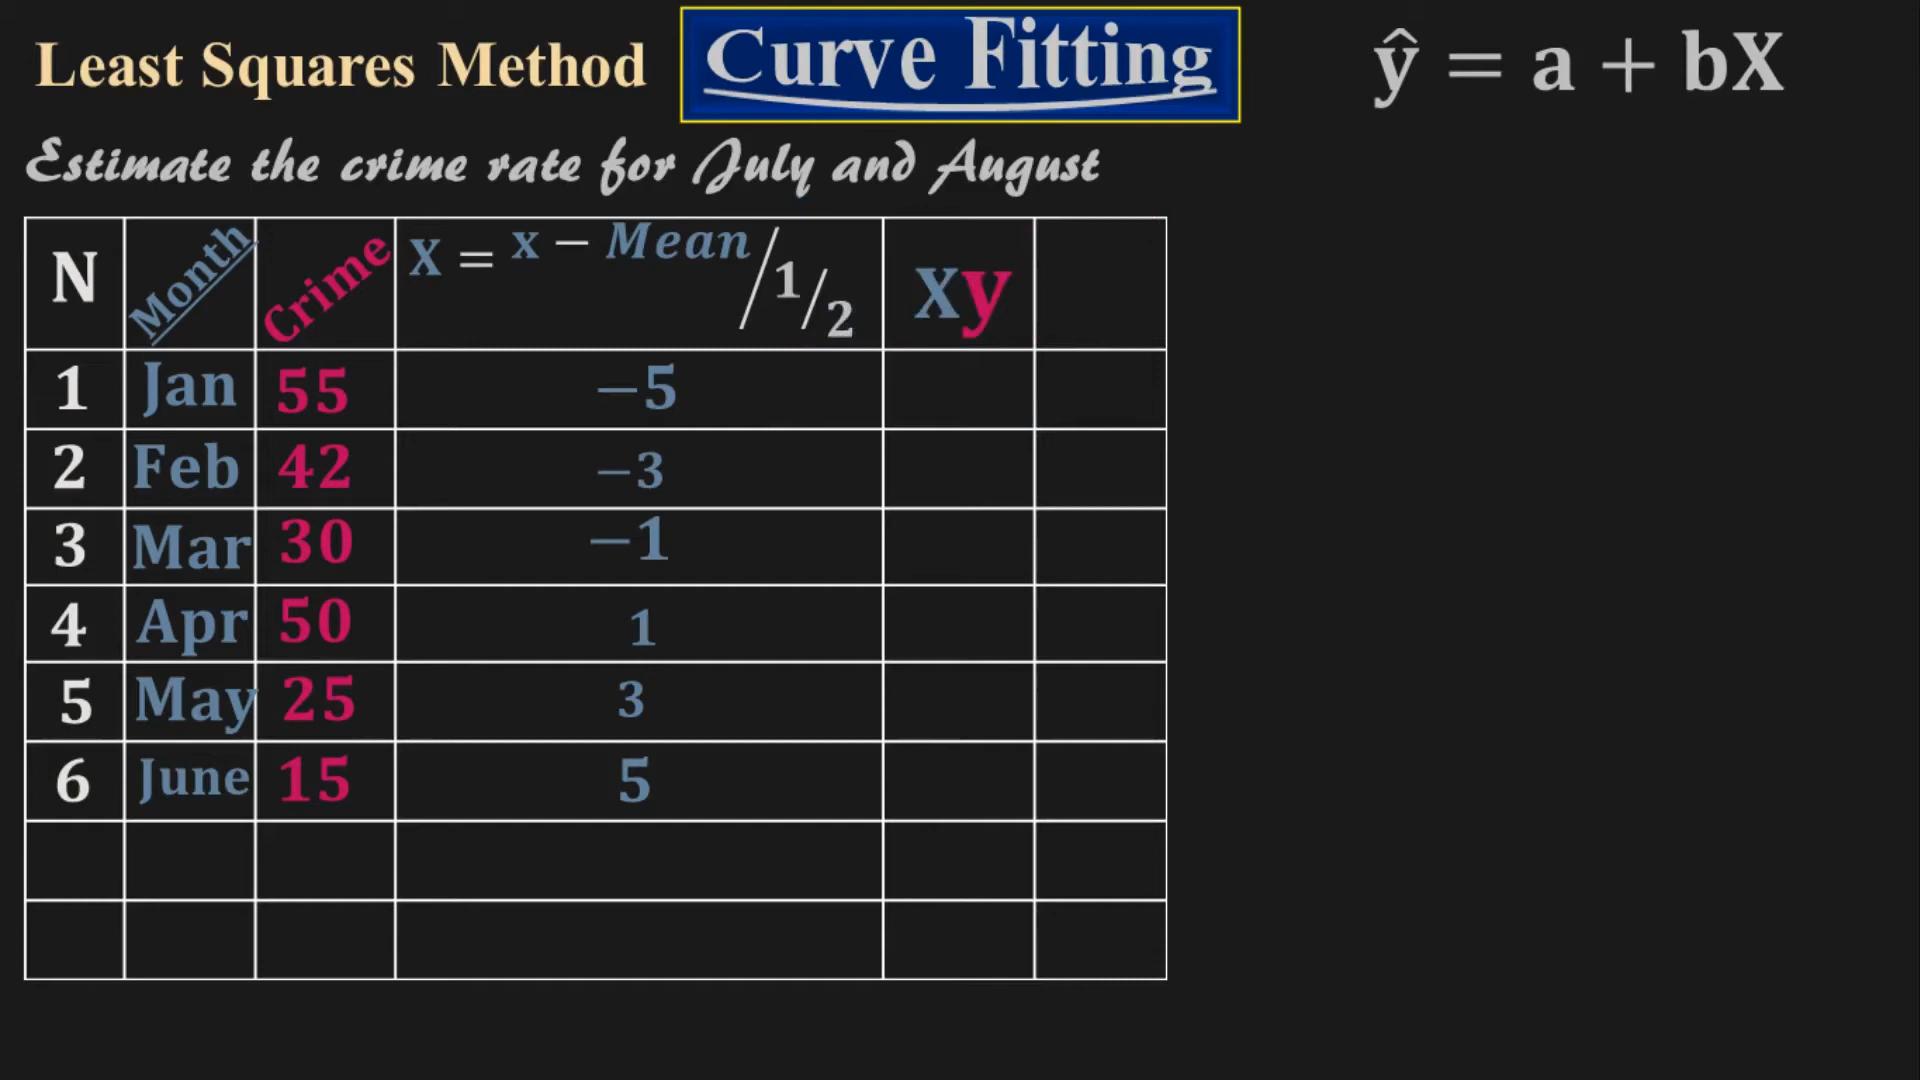 Least Squares Method Curve Fitting ŷ = a + bX
Estimate the crime rate for July and August
N Month Crime X = x − Mean / 1/2 Xy
1 Jan 55 −5
2 Feb 42 −3
3 Mar 30 −1
4 Apr 50 1
5 May 25 3
6 June 15 5